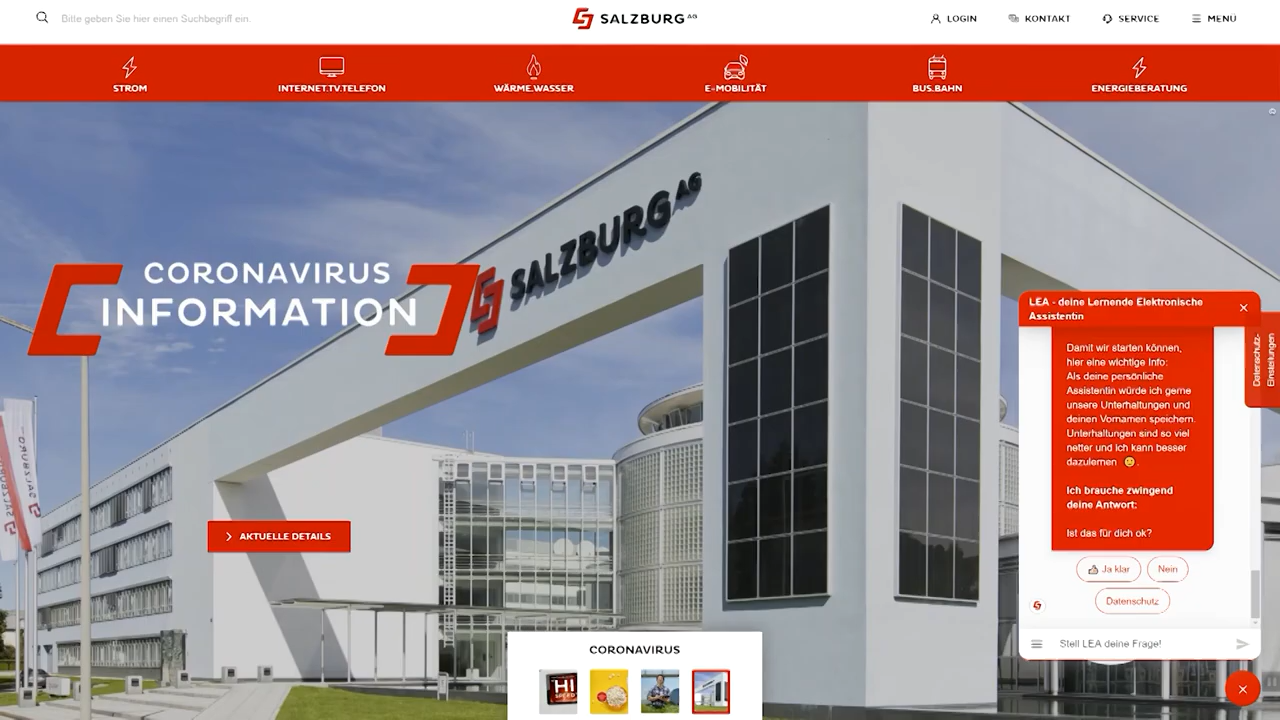 Bitte geben Sie hier einen Suchbegriff ein.
SALZBURG AG
LOGIN
KONTAKT
SERVICE
MENÜ
STROM
INTERNET.TV.TELEFON
WÄRME.WASSER
E-MOBILITÄT
BUS.BAHN
ENERGIEBERATUNG
SALZBURG AG
CORONAVIRUS
INFORMATION
AKTUELLE DETAILS
LEA - deine Lernende Elektronische
Assistentin
Damit wir starten können,
hier eine wichtige Info:
Als deine persönliche
Assistentin würde ich gerne
unsere Unterhaltungen und
deinen Vornamen speichern.
Unterhaltungen sind so viel
netter und ich kann besser
dazulernen 🙂.
Ich brauche zwingend
deine Antwort:
Ist das für dich ok?
👍 Ja klar
Nein
Datenschutz
Stell LEA deine Frage!
Datenschutz-
Einstellungen
CORONAVIRUS
HI
SPEED